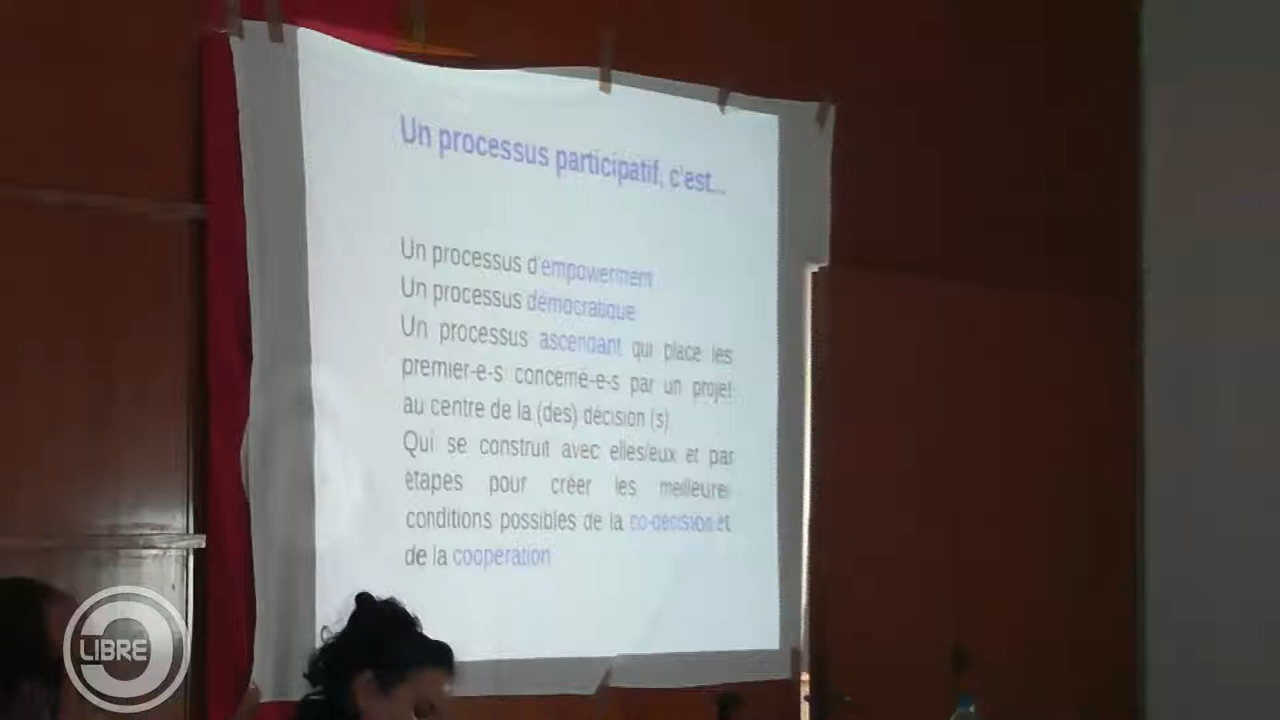 Un processus participatif, c'est...
Un processus d'empowerment
Un processus démocratique
Un processus ascendant qui place les
premier-e-s concerné-e-s par un projet
au centre de la (des) décision (s)
Qui se construit avec elles/eux et par
étapes pour créer les meilleures
conditions possibles de la co-décision et
de la cooperation
LIBRE